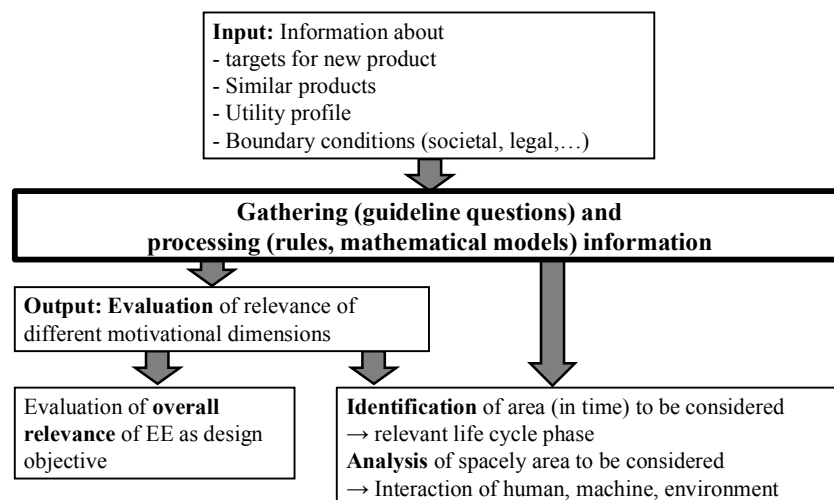 Input: Information about
- targets for new product
- Similar products
- Utility profile
- Boundary conditions (societal, legal,…)
Gathering (guideline questions) and
processing (rules, mathematical models) information
Output: Evaluation of relevance of
different motivational dimensions
Evaluation of overall
relevance of EE as design
objective
Identification of area (in time) to be considered
→ relevant life cycle phase
Analysis of spacely area to be considered
→ Interaction of human, machine, environment